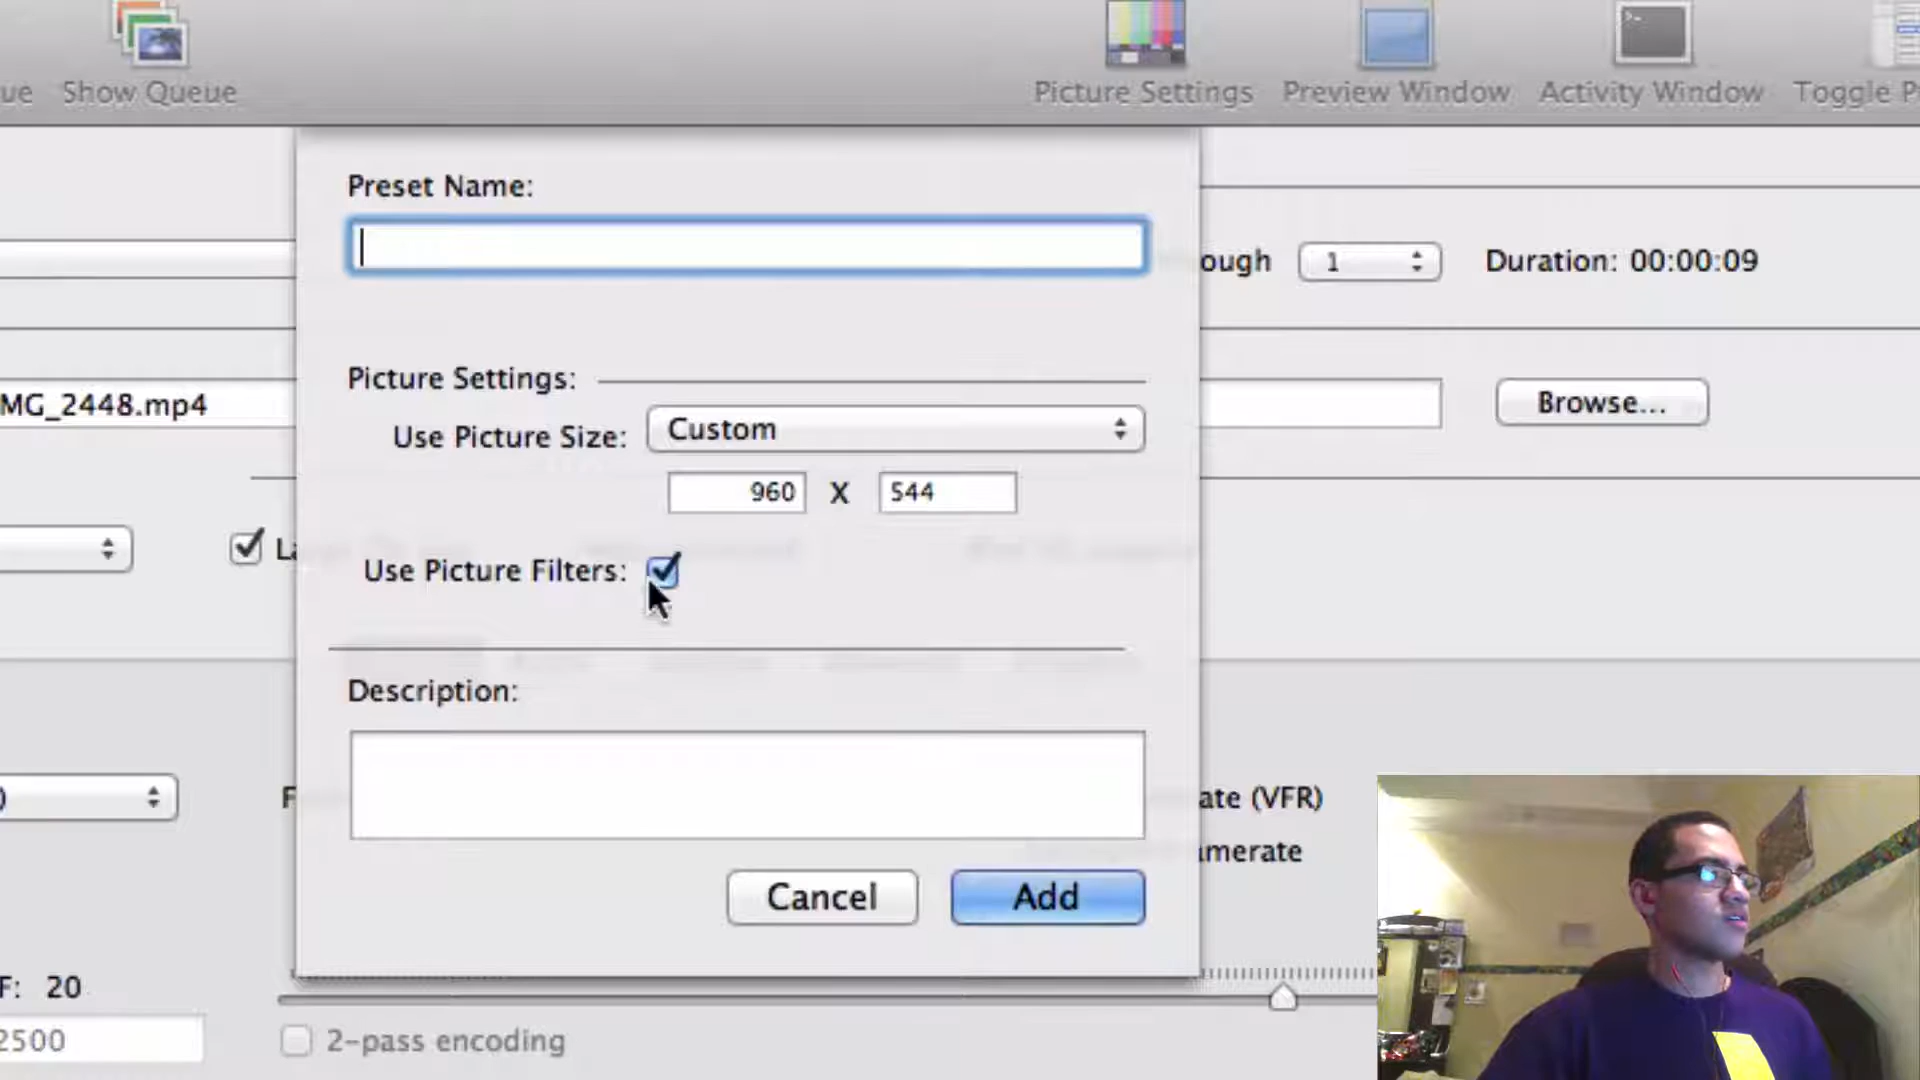 ue
Show Queue
Picture Settings
Preview Window
Activity Window
Toggle P
Preset Name:
ough
1
Duration: 00:00:09
Picture Settings:
MG_2448.mp4
Use Picture Size:
Custom
Browse...
960
X
544
La
Use Picture Filters:
Description:
F
ate (VFR)
merate
Cancel
Add
F: 20
2500
2-pass encoding